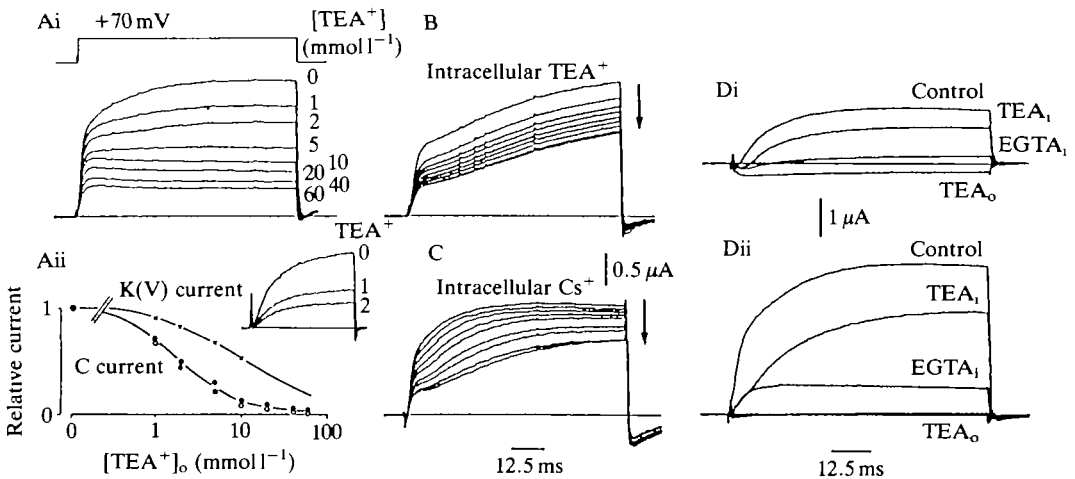 Ai
+70 mV
[TEA⁺]
(mmol l⁻¹)
0
1
2
5
10
20
40
60
B
Intracellular TEA⁺
C
0.5 µA
Intracellular Cs⁺
12.5 ms
Aii
TEA⁺
0
1
2
K(V) current
C current
Relative current
1
0
0
1
10
100
[TEA⁺]ₒ (mmol l⁻¹)
Di
Control
TEAᵢ
EGTAᵢ
TEAₒ
1 µA
Dii
Control
TEAᵢ
EGTAᵢ
TEAₒ
12.5 ms